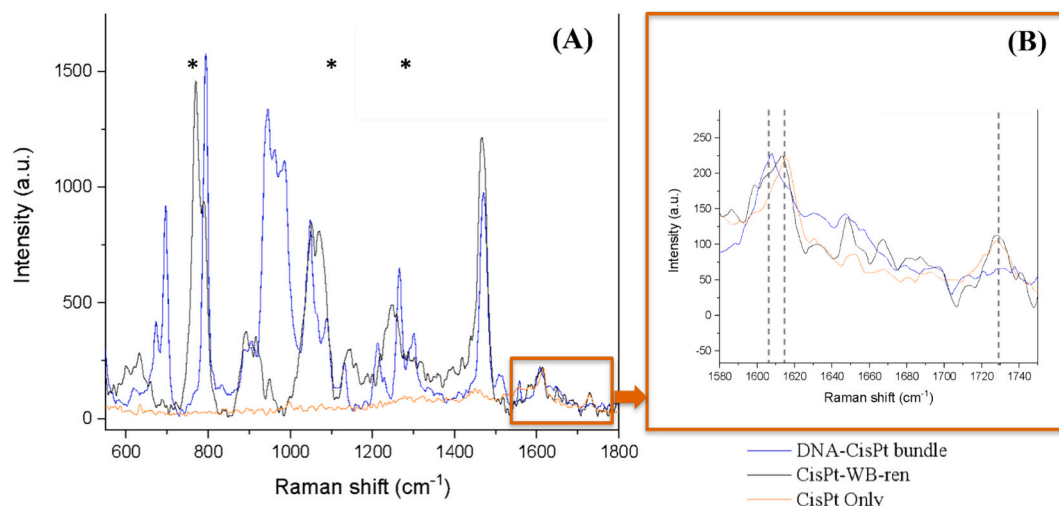 (A)
(B)
* * *
1500
1000
500
0
Intensity (a.u.)
600 800 1000 1200 1400 1600 1800
Raman shift (cm-1)
250
200
150
100
50
0
-50
Intensity (a.u.)
1580 1600 1620 1640 1660 1680 1700 1720 1740
Raman shift (cm-1)
DNA-CisPt bundle
CisPt-WB-ren
CisPt Only